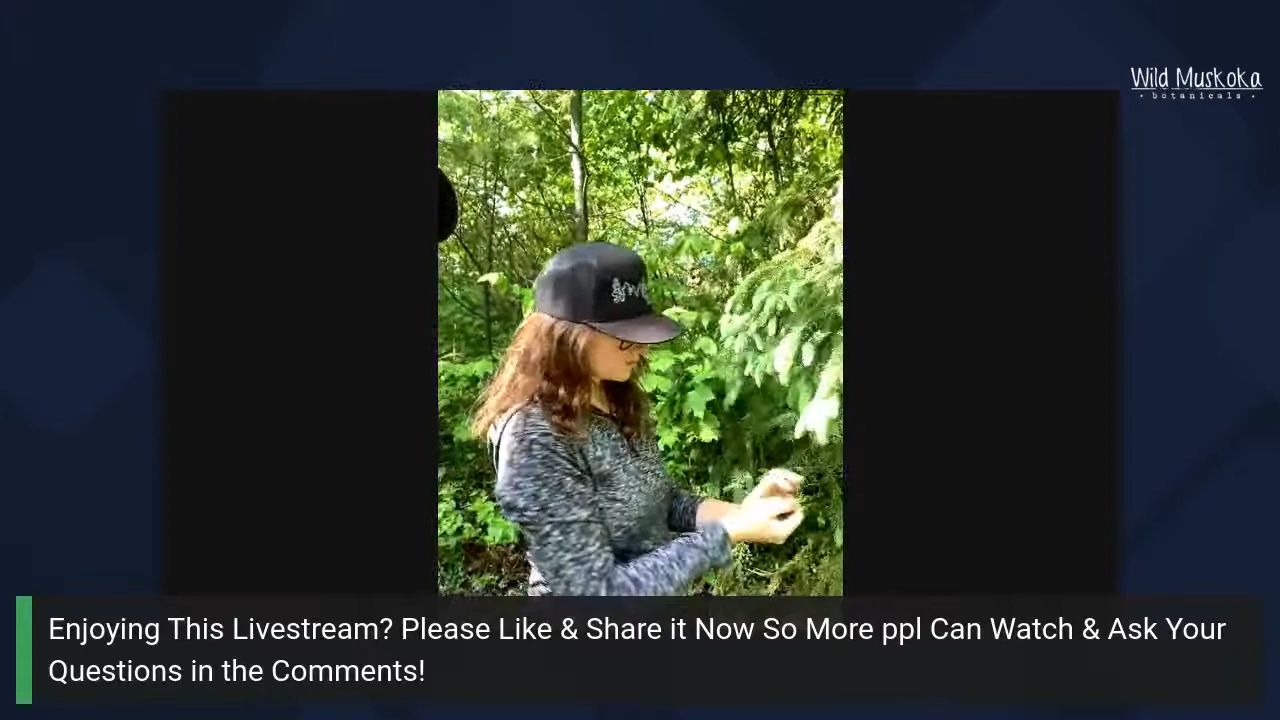 Wild Muskoka
· botanicals ·
Enjoying This Livestream? Please Like & Share it Now So More ppl Can Watch & Ask Your
Questions in the Comments!